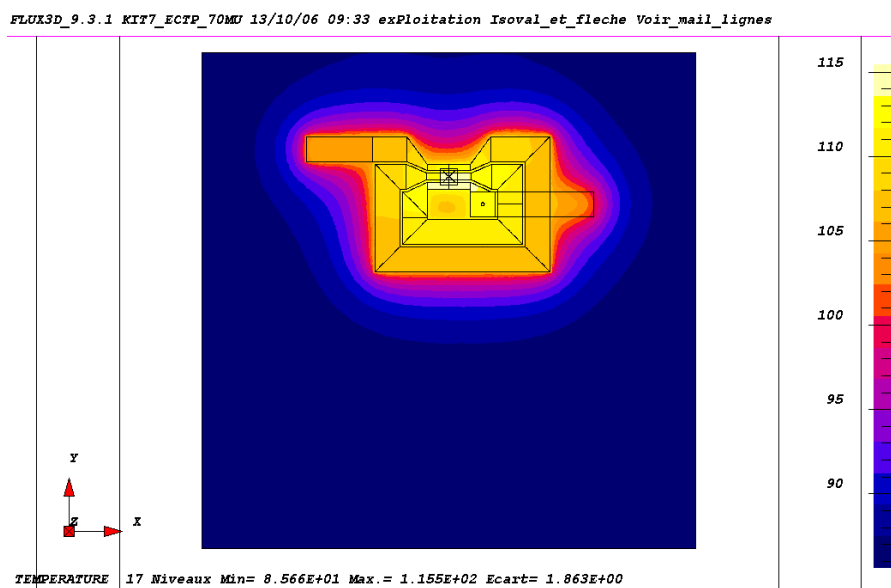 FLUX3D_9.3.1 KIT7_ECTP_70MU 13/10/06 09:33 exPloitation Isoval_et_fleche Voir_mail_lignes
115
110
105
100
95
90
Y
Z
X
TEMPERATURE 17 Niveaux Min= 8.566E+01 Max.= 1.155E+02 Ecart= 1.863E+00